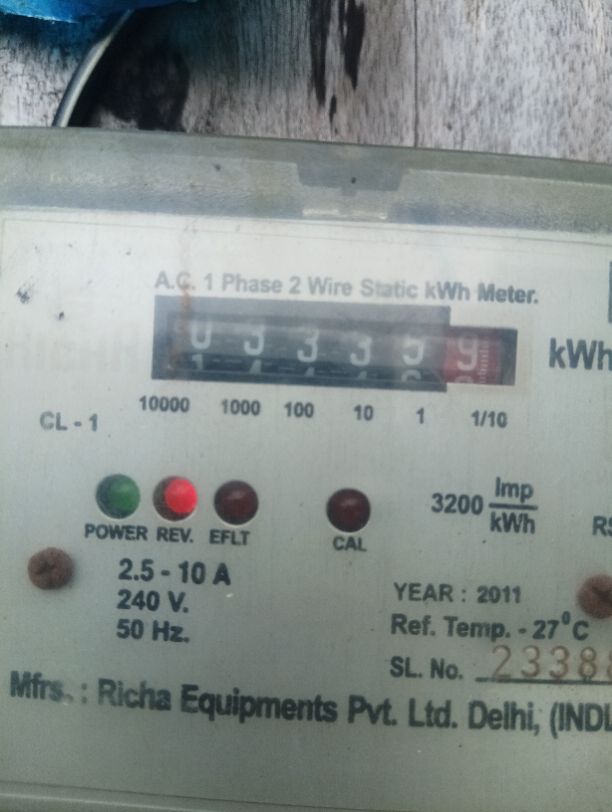 A.C. 1 Phase 2 Wire Static kWh Meter.
0 3 3 3 5 9
kWh
10000 1000 100 10 1 1/10
CL - 1
3200 Imp/kWh
POWER REV. EFLT
CAL
2.5 - 10 A
240 V.
50 Hz.
YEAR : 2011
Ref. Temp. - 27°C
SL. No. 2338
Mfrs. : Richa Equipments Pvt. Ltd. Delhi,